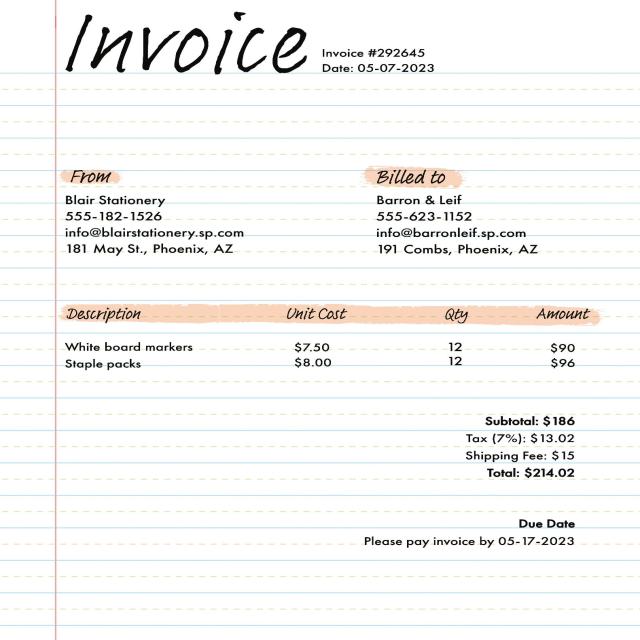 Invoice
Invoice #292645
Date: 05-07-2023
From
Blair Stationery
555-182-1526
info@blairstationery.sp.com
181 May St., Phoenix, AZ
Billed to
Barron & Leif
555-623-1152
info@barronleif.sp.com
191 Combs, Phoenix, AZ
Description Unit Cost Qty Amount
White board markers $7.50 12 $90
Staple packs $8.00 12 $96
Subtotal: $186
Tax (7%): $13.02
Shipping Fee: $15
Total: $214.02
Due Date
Please pay invoice by 05-17-2023